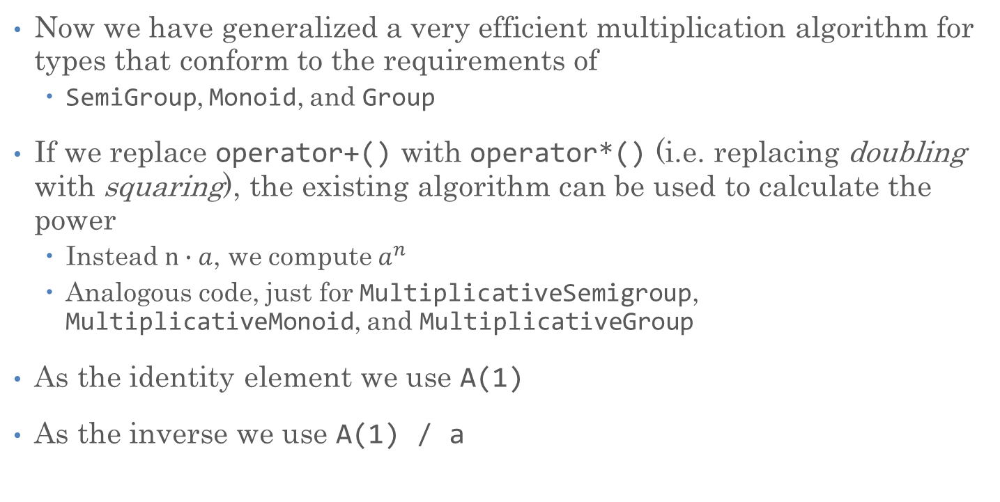 • Now we have generalized a very efficient multiplication algorithm for
types that conform to the requirements of
• SemiGroup, Monoid, and Group
• If we replace operator+() with operator*() (i.e. replacing doubling
with squaring), the existing algorithm can be used to calculate the
power
• Instead n · a, we compute aⁿ
• Analogous code, just for MultiplicativeSemigroup,
MultiplicativeMonoid, and MultiplicativeGroup
• As the identity element we use A(1)
• As the inverse we use A(1) / a